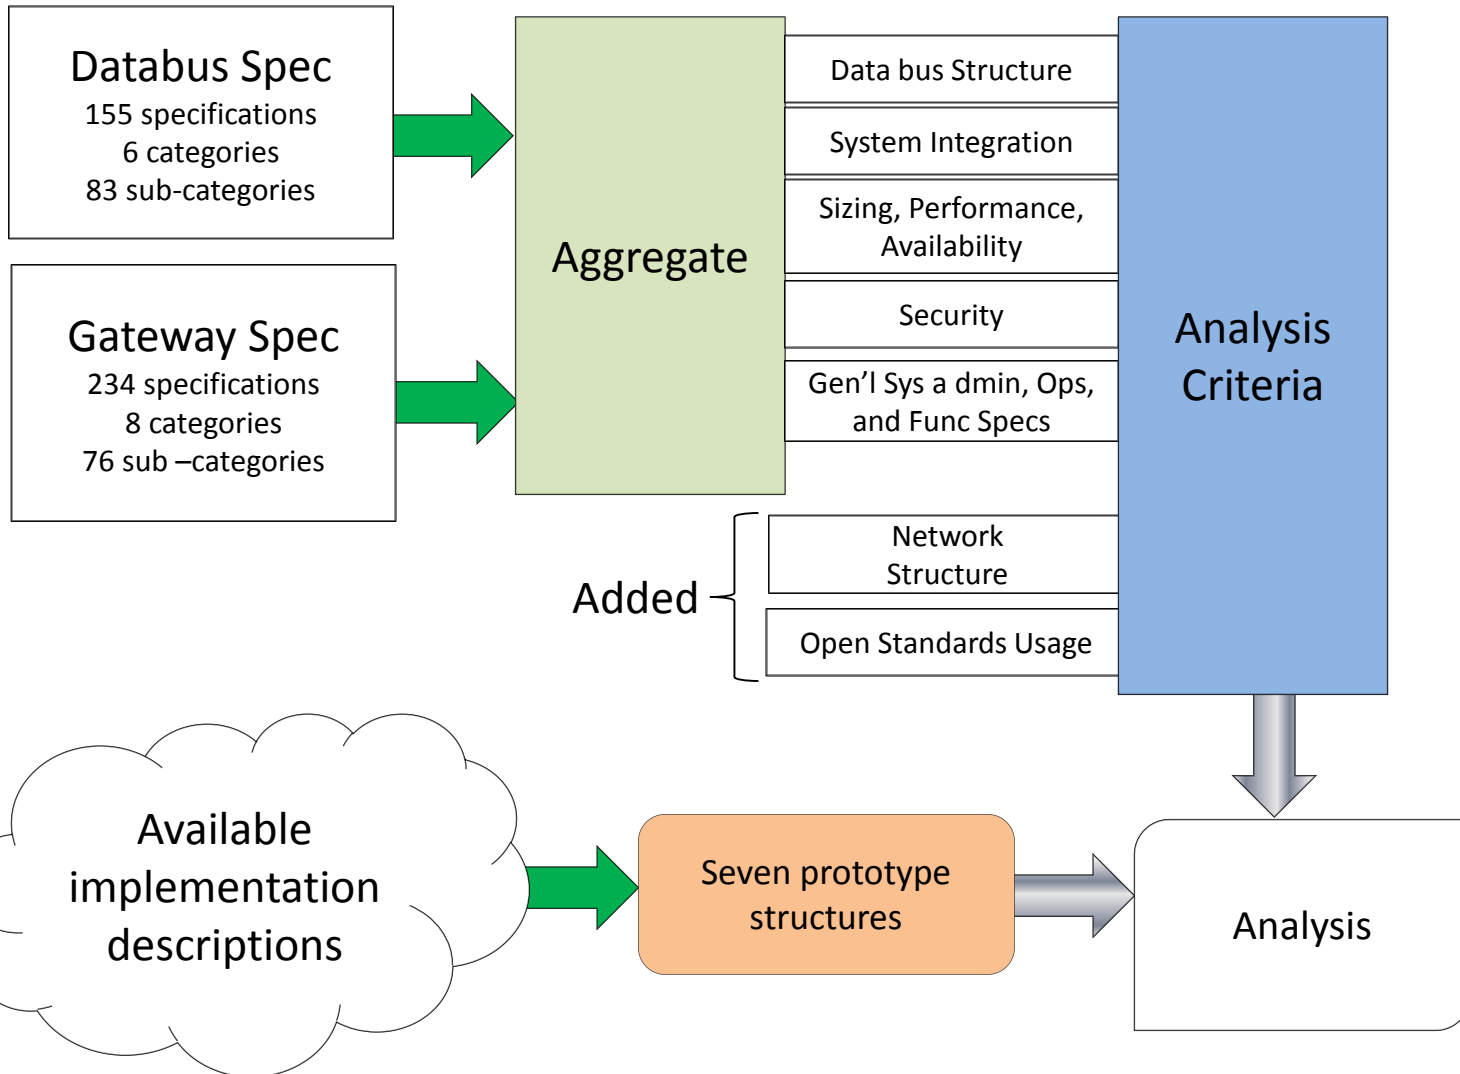 Databus Spec
155 specifications
6 categories
83 sub-categories
Gateway Spec
234 specifications
8 categories
76 sub –categories
Aggregate
Data bus Structure
System Integration
Sizing, Performance,
Availability
Security
Gen’l Sys a dmin, Ops,
and Func Specs
Analysis
Criteria
Added
Network
Structure
Open Standards Usage
Available
implementation
descriptions
Seven prototype
structures
Analysis